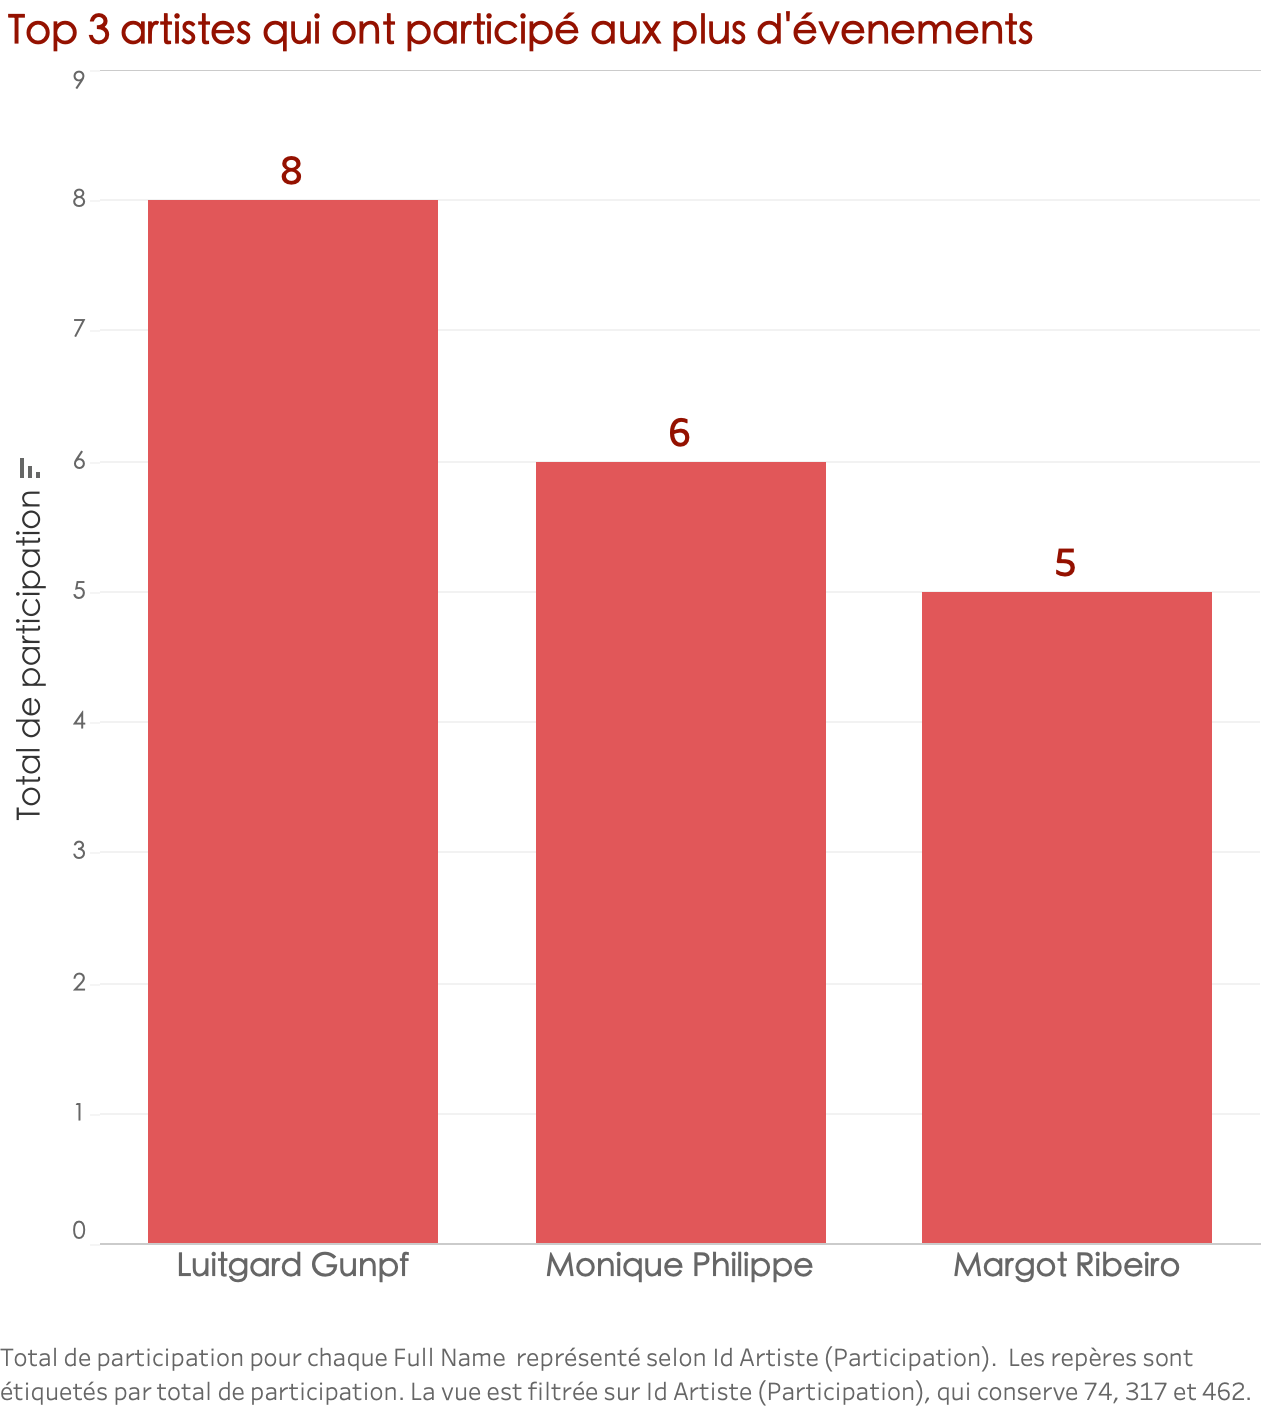 Top 3 artistes qui ont participé aux plus d'évenements
9
8
7
6
5
4
3
2
1
0
Total de participation
8
6
5
Luitgard Gunpf
Monique Philippe
Margot Ribeiro
Total de participation pour chaque Full Name  représenté selon Id Artiste (Participation).  Les repères sont
étiquetés par total de participation. La vue est filtrée sur Id Artiste (Participation), qui conserve 74, 317 et 462.